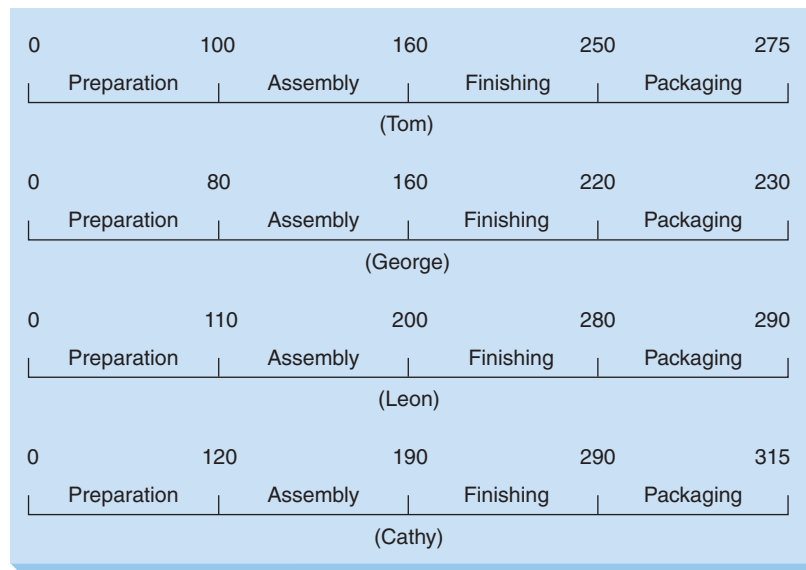 0 100 160 250 275
Preparation Assembly Finishing Packaging
(Tom)
0 80 160 220 230
Preparation Assembly Finishing Packaging
(George)
0 110 200 280 290
Preparation Assembly Finishing Packaging
(Leon)
0 120 190 290 315
Preparation Assembly Finishing Packaging
(Cathy)